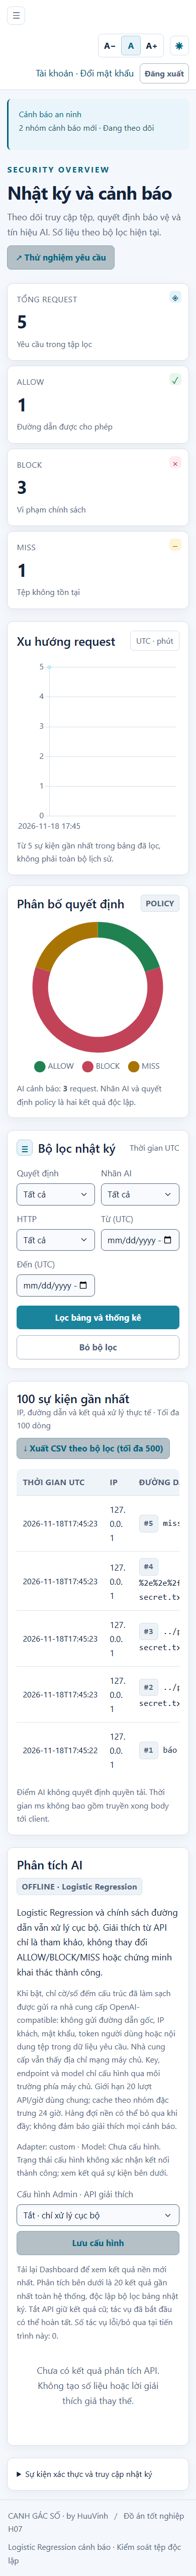 A−
A
A+
Tài khoản · Đổi mật khẩu
Đăng xuất
Cảnh báo an ninh
2 nhóm cảnh báo mới · Đang theo dõi
SECURITY OVERVIEW
Nhật ký và cảnh báo
Theo dõi truy cập tệp, quyết định bảo vệ và
tín hiệu AI. Số liệu theo bộ lọc hiện tại.
↗ Thử nghiệm yêu cầu
TỔNG REQUEST
5
Yêu cầu trong tập lọc
ALLOW
1
Đường dẫn được cho phép
BLOCK
3
Vi phạm chính sách
MISS
1
Tệp không tồn tại
Xu hướng request
UTC · phút
5
4
3
2
1
0
2026-11-18 17:45
Từ 5 sự kiện gần nhất trong bảng đã lọc,
không phải toàn bộ lịch sử.
Phân bố quyết định
POLICY
ALLOW
BLOCK
MISS
AI cảnh báo: 3 request. Nhãn AI và quyết
định policy là hai kết quả độc lập.
Bộ lọc nhật ký
Thời gian UTC
Quyết định
Nhãn AI
Tất cả
Tất cả
HTTP
Từ (UTC)
Tất cả
mm/dd/yyyy -
Đến (UTC)
mm/dd/yyyy -
Lọc bảng và thống kê
Bỏ bộ lọc
100 sự kiện gần nhất
IP, đường dẫn và kết quả xử lý thực tế · Tối đa
100 dòng
↓ Xuất CSV theo bộ lọc (tối đa 500)
THỜI GIAN UTC
IP
ĐƯỜNG D
2026-11-18T17:45:23
127.
0.0.
1
#5 miss
2026-11-18T17:45:23
127.
0.0.
1
#4
%2e%2e%2f
secret.tx
2026-11-18T17:45:23
127.
0.0.
1
#3 ../p
secret.tx
2026-11-18T17:45:23
127.
0.0.
1
#2 ../p
secret.tx
2026-11-18T17:45:22
127.
0.0.
1
#1 báo
Điểm AI không quyết định quyền tải. Thời
gian ms không bao gồm truyền xong body
tới client.
Phân tích AI
OFFLINE · Logistic Regression
Logistic Regression và chính sách đường
dẫn vẫn xử lý cục bộ. Giải thích từ API
chỉ là tham khảo, không thay đổi
ALLOW/BLOCK/MISS hoặc chứng minh
khai thác thành công.
Khi bật, chỉ cờ/số đếm cấu trúc đã làm sạch
được gửi ra nhà cung cấp OpenAI-
compatible: không gửi đường dẫn gốc, IP
khách, mật khẩu, token người dùng hoặc nội
dung tệp trong dữ liệu yêu cầu. Nhà cung
cấp vẫn thấy địa chỉ mạng máy chủ. Key,
endpoint và model chỉ cấu hình qua môi
trường phía máy chủ. Giới hạn 20 lượt
API/giờ dùng chung; cache theo nhóm đặc
trưng 24 giờ. Hàng đợi nền có thể bỏ qua khi
đầy; không đảm bảo giải thích mọi cảnh báo.
Adapter: custom · Model: Chưa cấu hình.
Trạng thái cấu hình không xác nhận kết nối
thành công; xem kết quả sự kiện bên dưới.
Cấu hình Admin · API giải thích
Tắt · chỉ xử lý cục bộ
Lưu cấu hình
Tải lại Dashboard để xem kết quả nền mới
nhất. Phân tích bên dưới là 20 kết quả gần
nhất toàn hệ thống, độc lập bộ lọc bảng nhật
ký. Tắt API giữ kết quả cũ; tác vụ đã bắt đầu
có thể hoàn tất. Số tác vụ lỗi/bỏ qua tại tiến
trình này: 0.
Chưa có kết quả phân tích API.
Không tạo số liệu hoặc lời giải
thích giả thay thế.
Sự kiện xác thực và truy cập nhật ký
CANH GÁC SỐ · by HuuVinh / Đồ án tốt nghiệp
H07
Logistic Regression cảnh báo · Kiểm soát tệp độc
lập